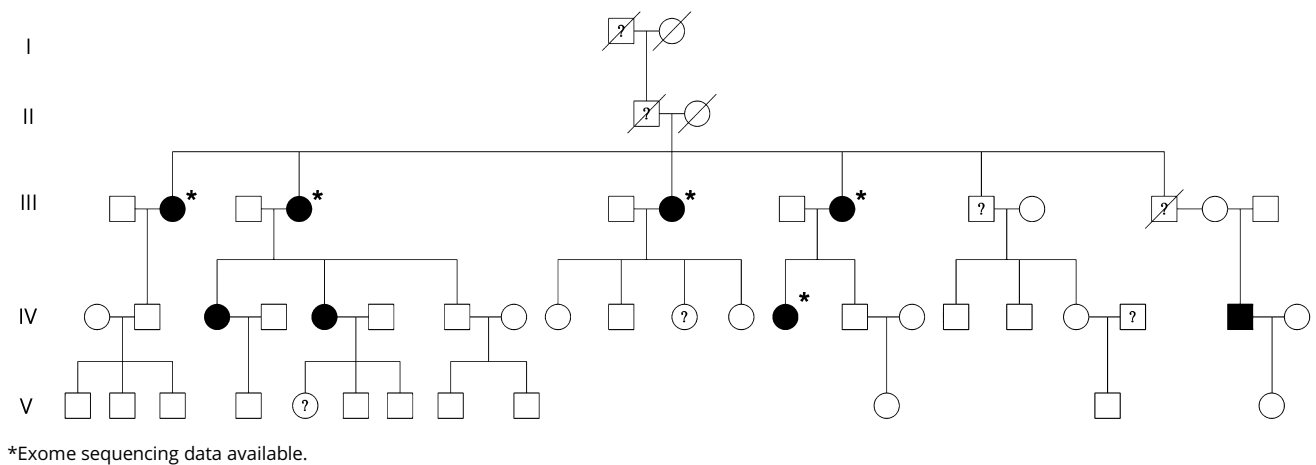 I ?
II ?
III * * * * ? ?
IV ? * ?
V ?
*Exome sequencing data available.